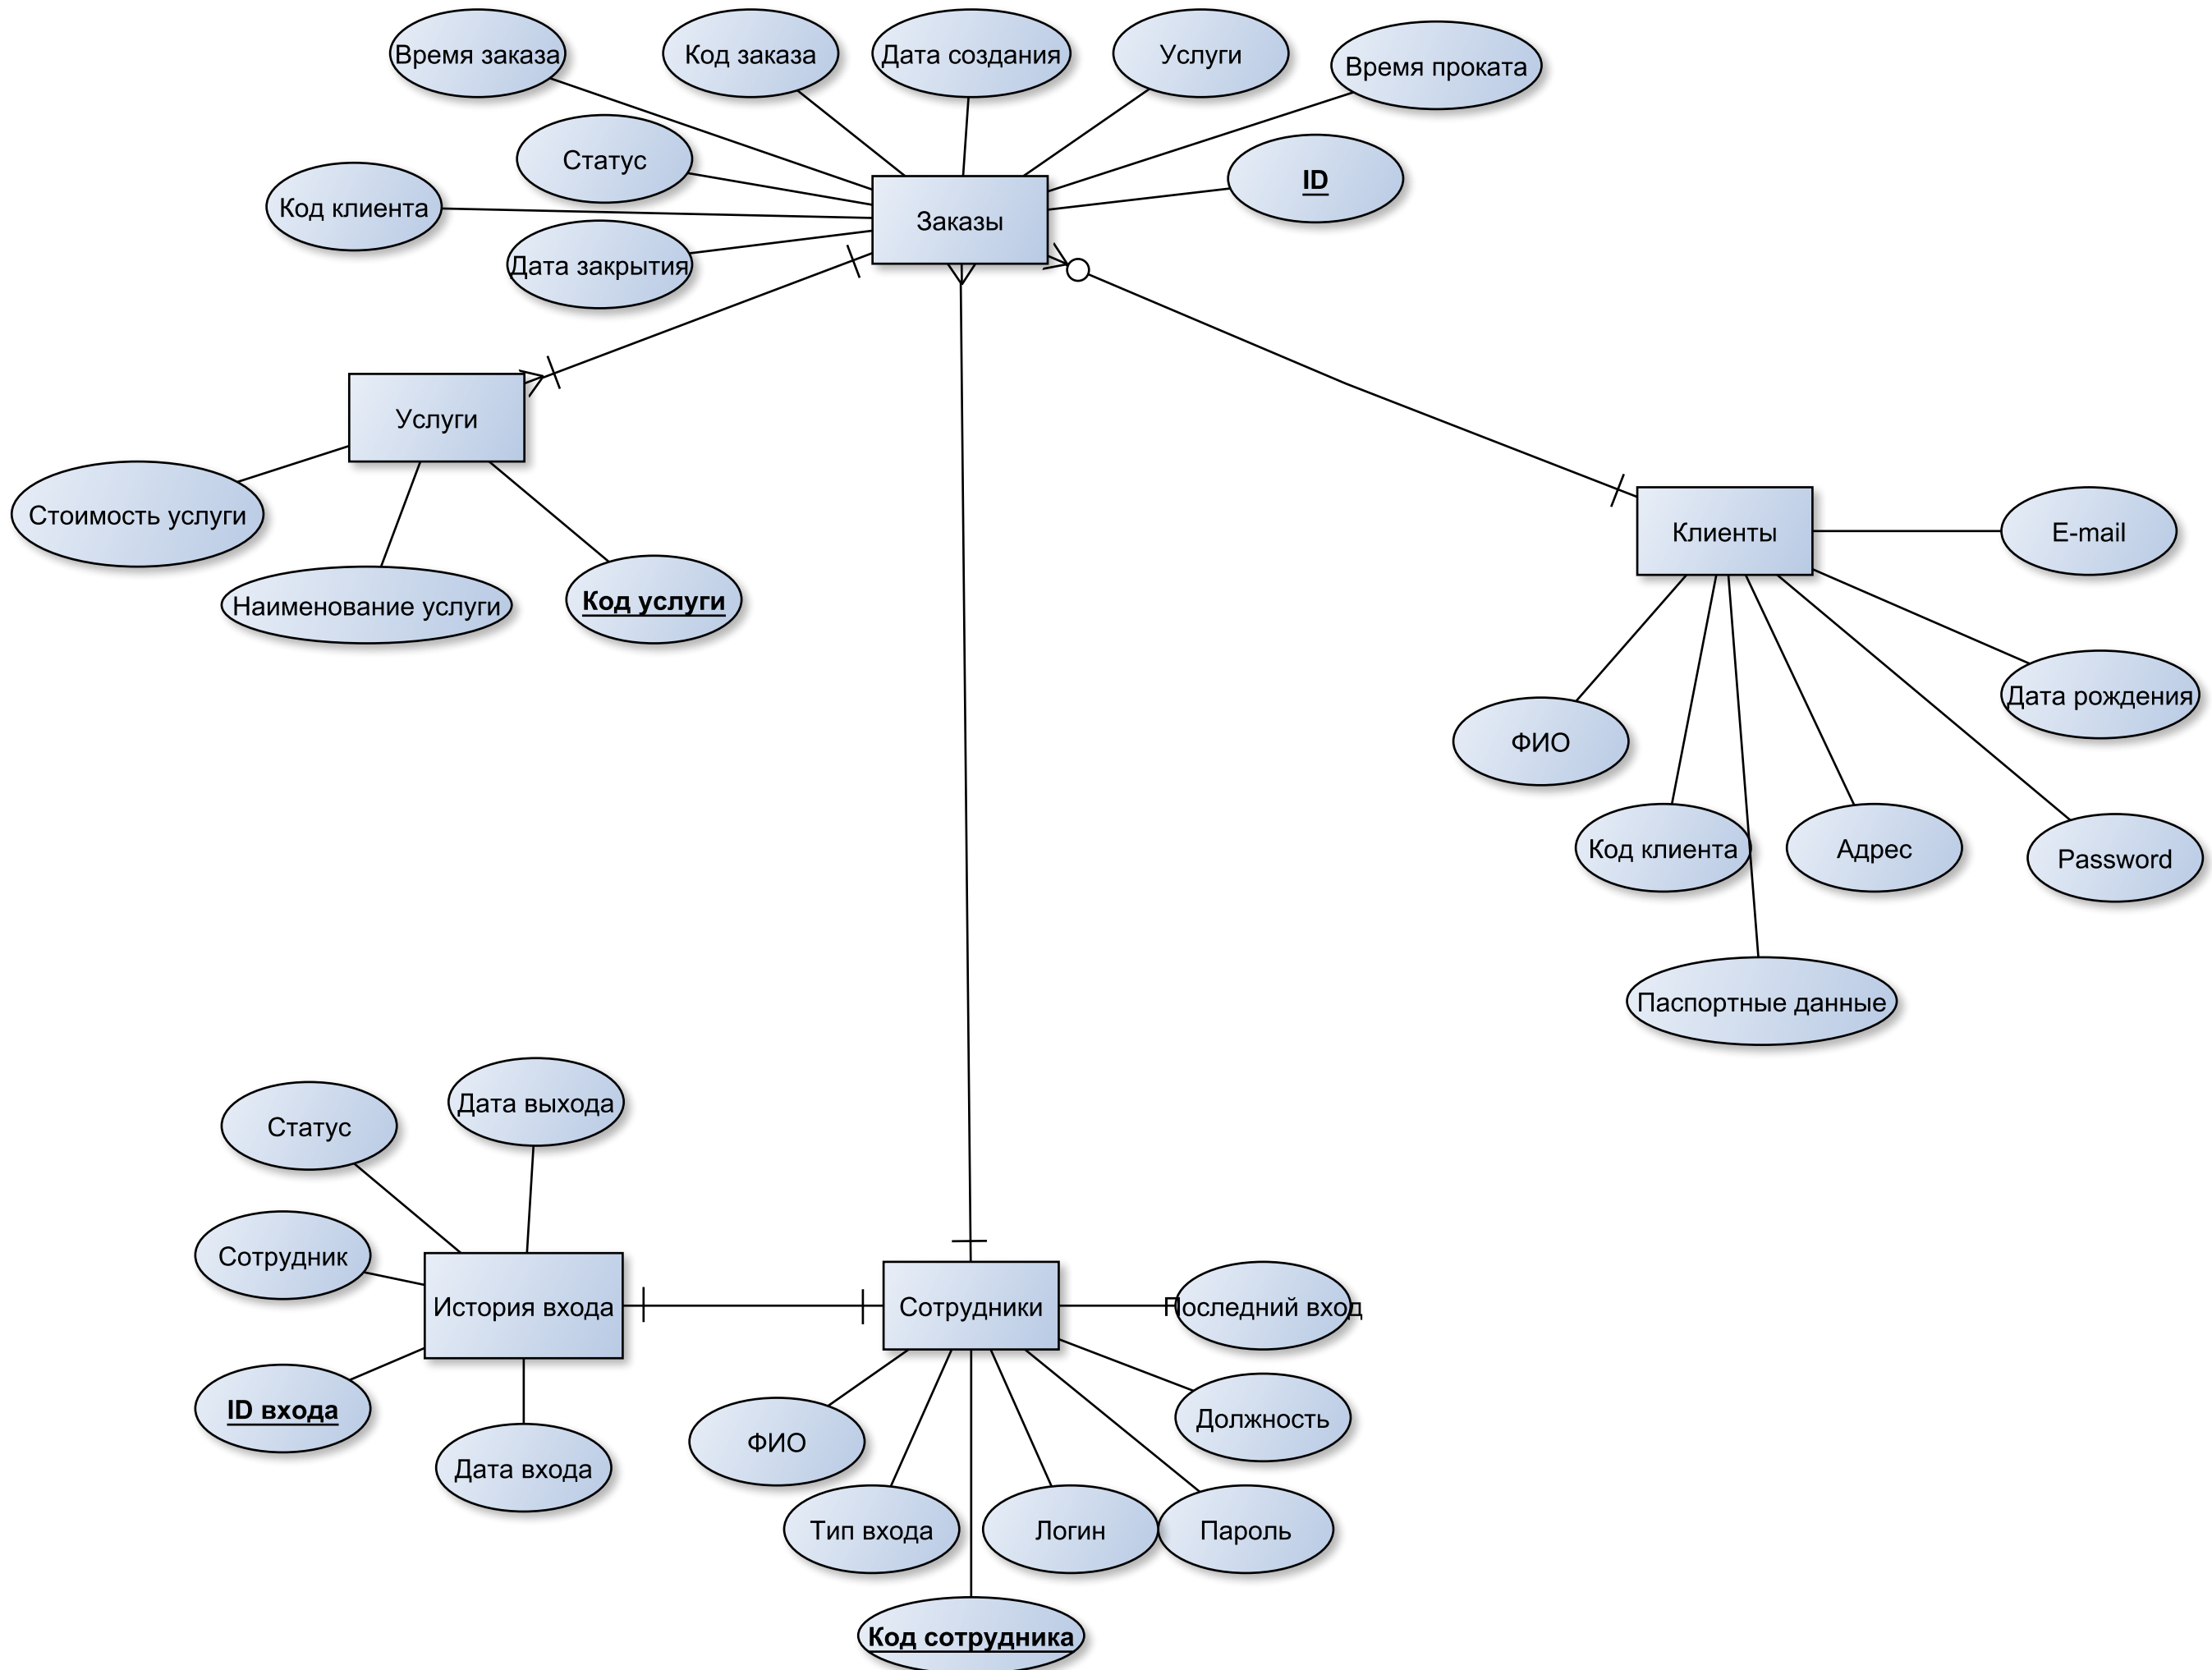 Время заказа
Код заказа
Дата создания
Услуги
Время проката
Статус
ID
Код клиента
Заказы
Дата закрытия
Услуги
Стоимость услуги
Наименование услуги
Код услуги
Клиенты
E-mail
Дата рождения
ФИО
Код клиента
Адрес
Password
Паспортные данные
Дата выхода
Статус
Сотрудник
История входа
Сотрудники
Последний вход
ID входа
Должность
ФИО
Дата входа
Тип входа
Логин
Пароль
Код сотрудника